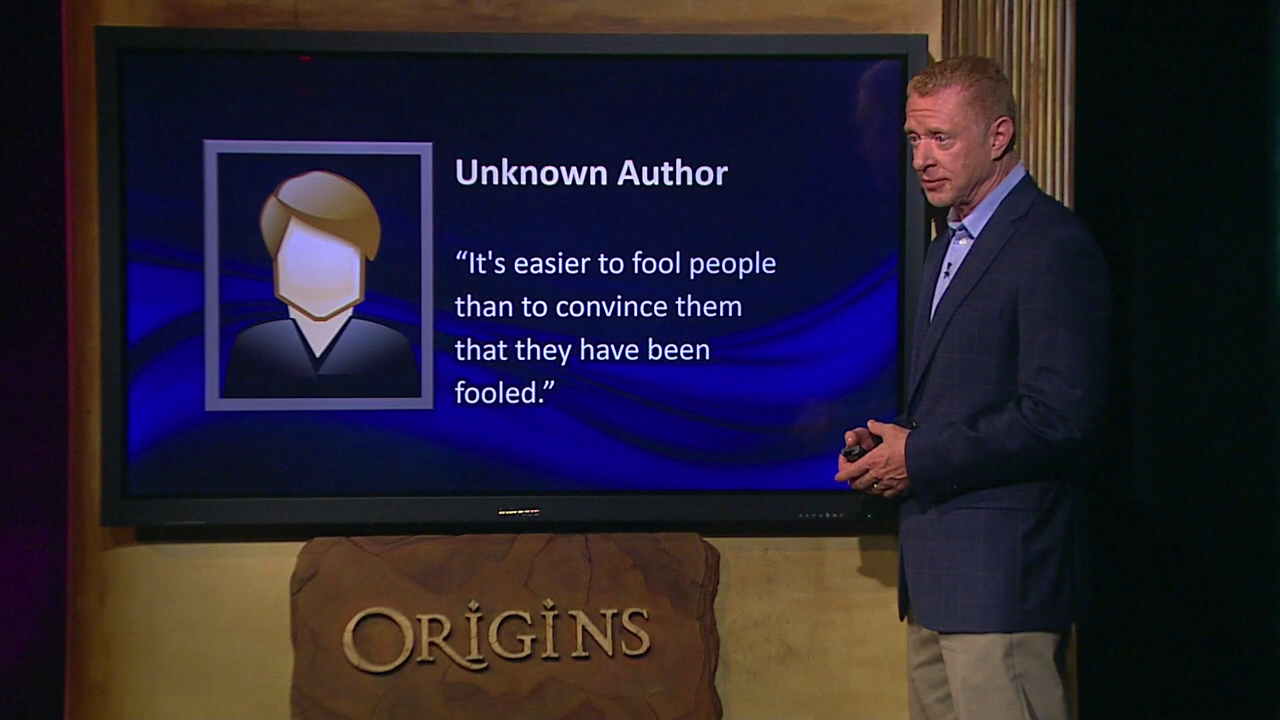 Unknown Author
“It's easier to fool people
than to convince them
that they have been
fooled.”
ORIGINS